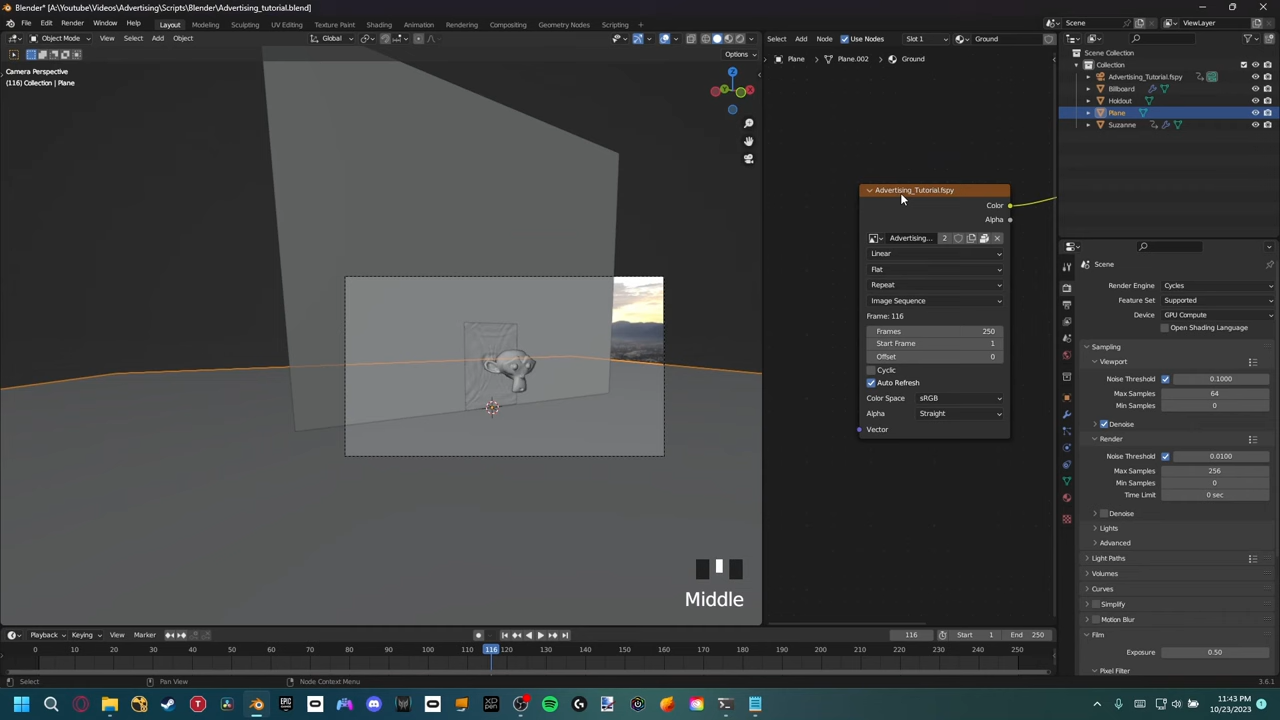 Blender* [C:\Users\Youtub\Videos\Advertising\Scripts\Blender\Advertising_tutorial.blend]
File Edit Render Window Help Layout Modeling Sculpting UV Editing Texture Paint Shading Animation Rendering Compositing Geometry Nodes Scripting + Scene ViewLayer
Object Mode View Select Add Object Global Select Add Node Use Nodes Slot 1 Ground
Options
Plane > Plane.002 > Ground
Camera Perspective
(116) Collection | Plane
Scene Collection
Collection
Advertising_Tutorial.fspy
Billboard
Holdout
Plane
Suzanne
Advertising_Tutorial.fspy
Color
Alpha
Advertising... 2
Linear
Flat
Repeat
Image Sequence
Frame: 116
Frames 250
Start Frame 1
Offset 0
Cyclic
Auto Refresh
Color Space sRGB
Alpha Straight
Vector
Scene
Render Engine Cycles
Feature Set Supported
Device GPU Compute
Open Shading Language
Sampling
Viewport
Noise Threshold 0.1000
Max Samples 64
Min Samples 0
Denoise
Render
Noise Threshold 0.0100
Max Samples 256
Min Samples 0
Time Limit 0 sec
Denoise
Lights
Advanced
Light Paths
Volumes
Curves
Simplify
Motion Blur
Film
Exposure 0.50
Pixel Filter
Middle
Playback Keying View Marker 116 Start 1 End 250
0 10 20 30 40 50 60 70 80 90 100 110 116 120 130 140 150 160 170 180 190 200 210 220 230 240 250
Select Pan View Node Context Menu 3.6.1
11:43 PM
10/23/2023